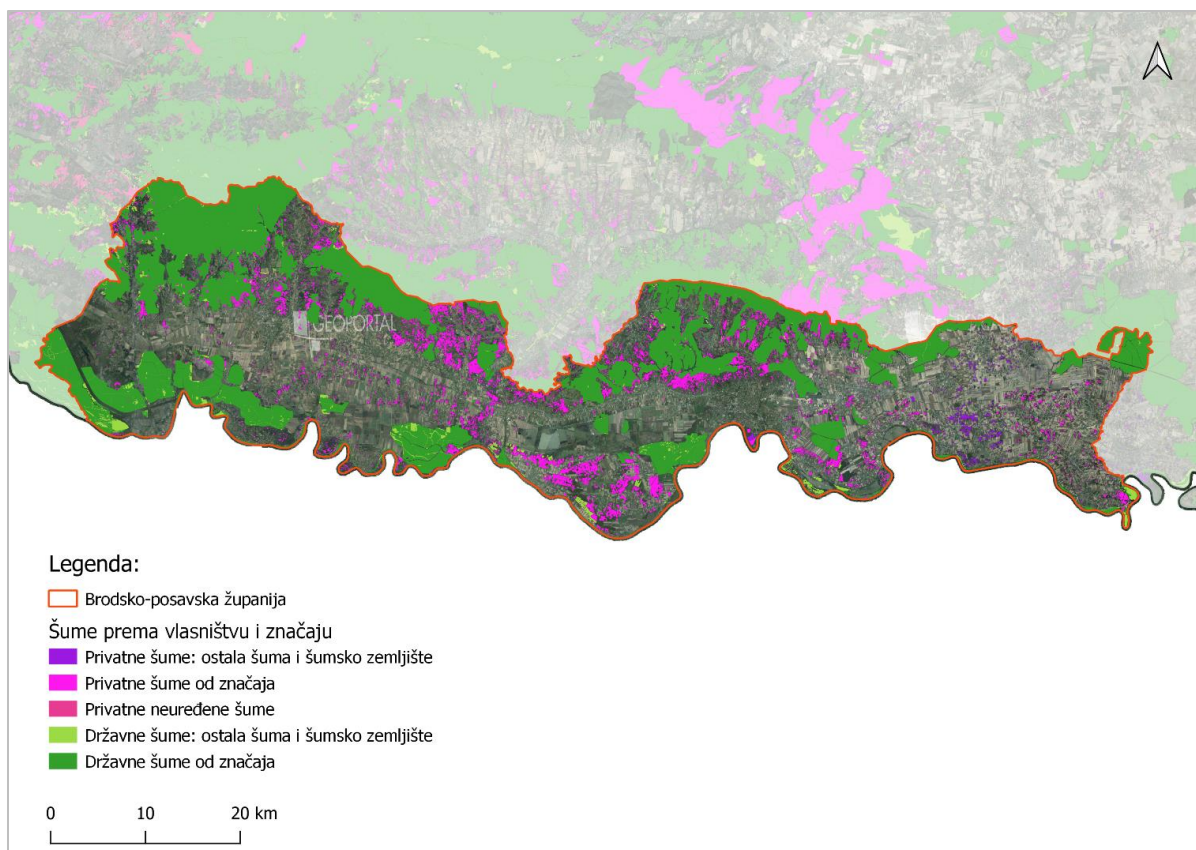 GEOPORTAL
Legenda:
Brodsko-posavska županija
Šume prema vlasništvu i značaju
Privatne šume: ostala šuma i šumsko zemljište
Privatne šume od značaja
Privatne neuređene šume
Državne šume: ostala šuma i šumsko zemljište
Državne šume od značaja
0 10 20 km